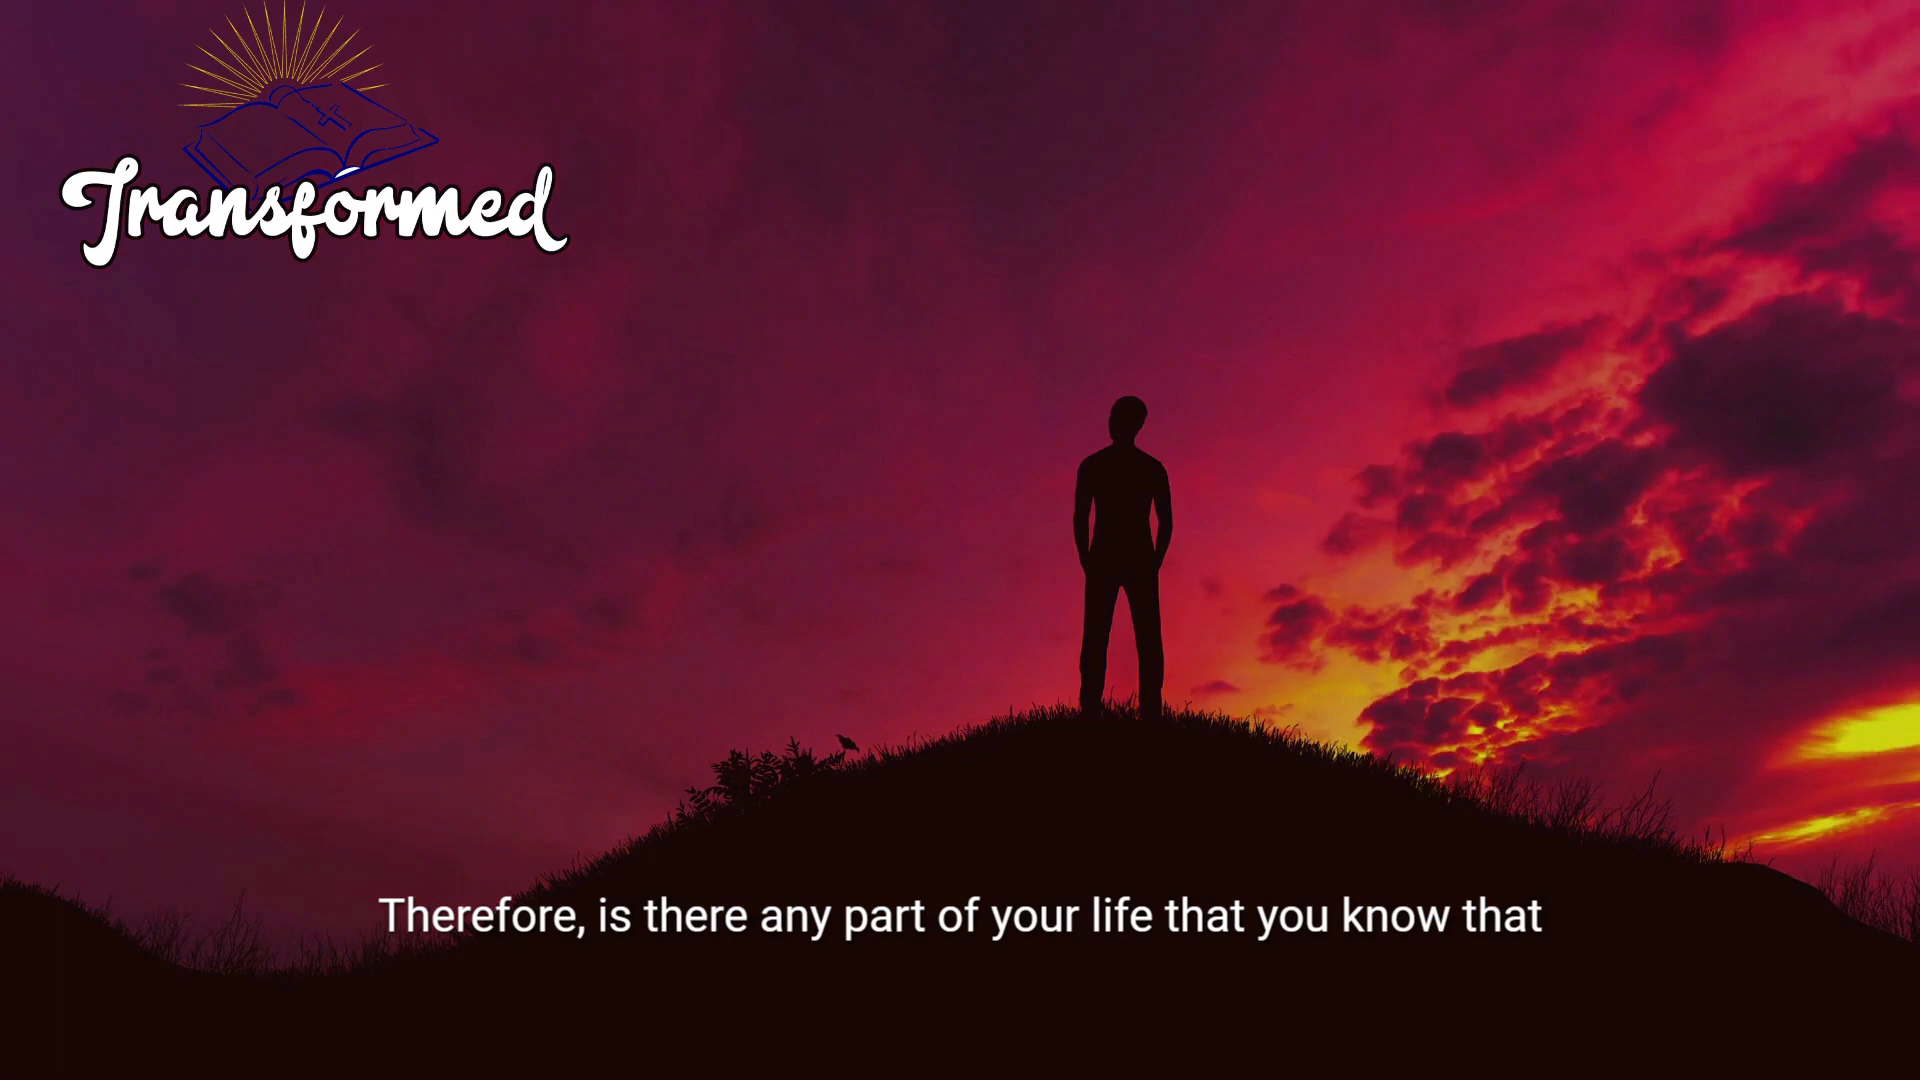 Transformed
Therefore, is there any part of your life that you know that